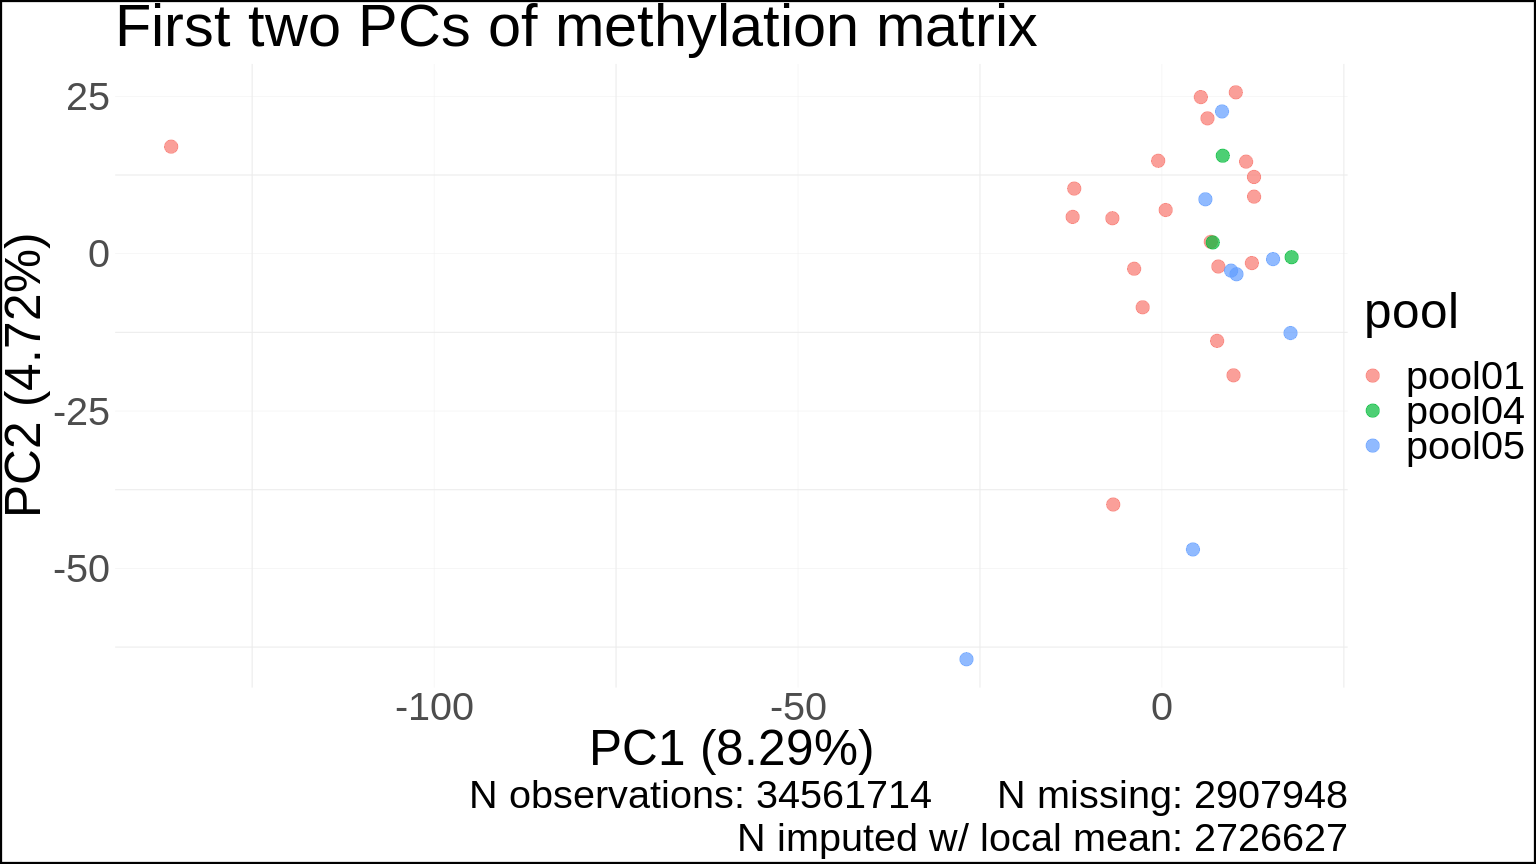 First two PCs of methylation matrix
25
0
-25
-50
PC2 (4.72%)
-100
-50
0
PC1 (8.29%)
pool
pool01
pool04
pool05
N observations: 34561714 N missing: 2907948
N imputed w/ local mean: 2726627